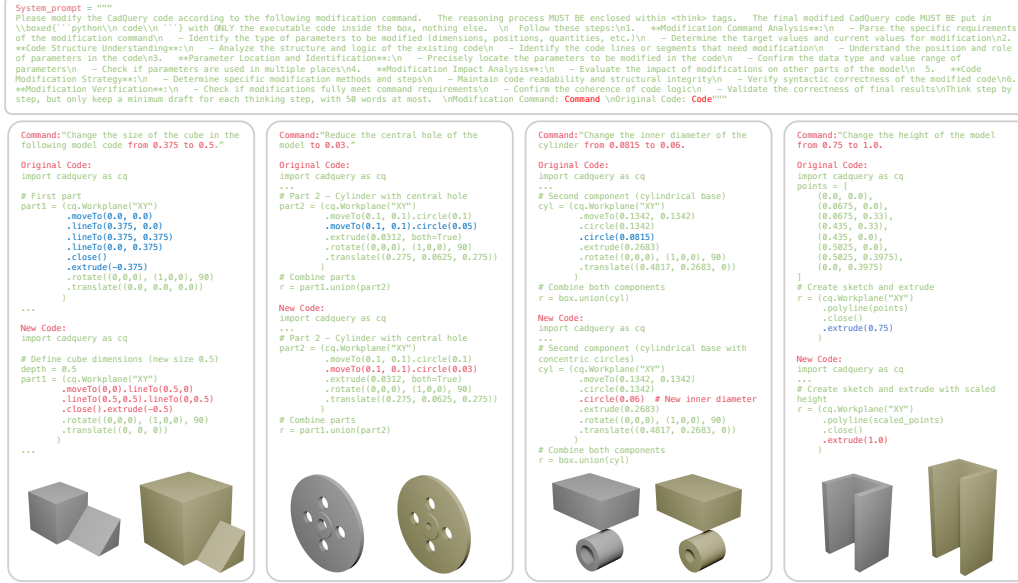 System_prompt = """
Please modify the CadQuery code according to the following modification command.   The reasoning process MUST BE enclosed within <think> tags.   The final modified CadQuery code MUST BE put in
\\boxed{```python\\n code\\n ```} with ONLY the executable code inside the box, nothing else.  \n  Follow these steps:\n1.   **Modification Command Analysis**:\n   – Parse the specific requirements
of the modification command\n   – Identify the type of parameters to be modified (dimensions, positions, quantities, etc.)\n   – Determine the target values and current values for modification\n2.
**Code Structure Understanding**:\n   – Analyze the structure and logic of the existing code\n   – Identify the code lines or segments that need modification\n   – Understand the position and role
of parameters in the code\n3.   **Parameter Location and Identification**:\n   – Precisely locate the parameters to be modified in the code\n   – Confirm the data type and value range of
parameters\n   – Check if parameters are used in multiple places\n4.   **Modification Impact Analysis**:\n   – Evaluate the impact of modifications on other parts of the model\n  5.   **Code
Modification Strategy**:\n   – Determine specific modification methods and steps\n   – Maintain code readability and structural integrity\n   – Verify syntactic correctness of the modified code\n6.
**Modification Verification**:\n   – Check if modifications fully meet command requirements\n   – Confirm the coherence of code logic\n   – Validate the correctness of final results\nThink step by
step, but only keep a minimum draft for each thinking step, with 50 words at most.  \nModification Command: Command \nOriginal Code: Code"""
Command:"Change the size of the cube in the
following model code from 0.375 to 0.5."
Original Code:
import cadquery as cq
# First part
part1 = (cq.Workplane("XY")
.moveTo(0.0, 0.0)
.lineTo(0.375, 0.0)
.lineTo(0.375, 0.375)
.lineTo(0.0, 0.375)
.close()
.extrude(-0.375)
.rotate((0,0,0), (1,0,0), 90)
.translate((0.0, 0.0, 0.0))
)
...
New Code:
import cadquery as cq
# Define cube dimensions (new size 0.5)
depth = 0.5
part1 = (cq.Workplane("XY")
.moveTo(0,0).lineTo(0.5,0)
.lineTo(0.5,0.5).lineTo(0,0.5)
.close().extrude(-0.5)
.rotate((0,0,0), (1,0,0), 90)
.translate((0, 0, 0))
)
...
Command:"Reduce the central hole of the
model to 0.03."
Original Code:
import cadquery as cq
...
# Part 2 – Cylinder with central hole
part2 = (cq.Workplane("XY")
.moveTo(0.1, 0.1).circle(0.1)
.moveTo(0.1, 0.1).circle(0.05)
.extrude(0.0312, both=True)
.rotate((0,0,0), (1,0,0), 90)
.translate((0.275, 0.0625, 0.275))
)
# Combine parts
r = part1.union(part2)
New Code:
import cadquery as cq
...
# Part 2 – Cylinder with central hole
part2 = (cq.Workplane("XY")
.moveTo(0.1, 0.1).circle(0.1)
.moveTo(0.1, 0.1).circle(0.03)
.extrude(0.0312, both=True)
.rotate((0,0,0), (1,0,0), 90)
.translate((0.275, 0.0625, 0.275))
)
# Combine parts
r = part1.union(part2)
Command:"Change the inner diameter of the
cylinder from 0.0815 to 0.06.
Original Code:
import cadquery as cq
...
# Second component (cylindrical base)
cyl = (cq.Workplane("XY")
.moveTo(0.1342, 0.1342)
.circle(0.1342)
.circle(0.0815)
.extrude(0.2683)
.rotate((0,0,0), (1,0,0), 90)
.translate((0.4817, 0.2683, 0))
)
# Combine both components
r = box.union(cyl)
New Code:
import cadquery as cq
...
# Second component (cylindrical base with
concentric circles)
cyl = (cq.Workplane("XY")
.moveTo(0.1342, 0.1342)
.circle(0.1342)
.circle(0.06)  # New inner diameter
.extrude(0.2683)
.rotate((0,0,0), (1,0,0), 90)
.translate((0.4817, 0.2683, 0))
)
# Combine both components
r = box.union(cyl)
Command:"Change the height of the model
from 0.75 to 1.0.
Original Code:
import cadquery as cq
points = [
(0.0, 0.0),
(0.0675, 0.0),
(0.0675, 0.33),
(0.435, 0.33),
(0.435, 0.0),
(0.5025, 0.0),
(0.5025, 0.3975),
(0.0, 0.3975)
]
# Create sketch and extrude
r = (cq.Workplane("XY")
.polyline(points)
.close()
.extrude(0.75)
)
New Code:
import cadquery as cq
...
# Create sketch and extrude with scaled
height
r = (cq.Workplane("XY")
.polyline(scaled_points)
.close()
.extrude(1.0)
)